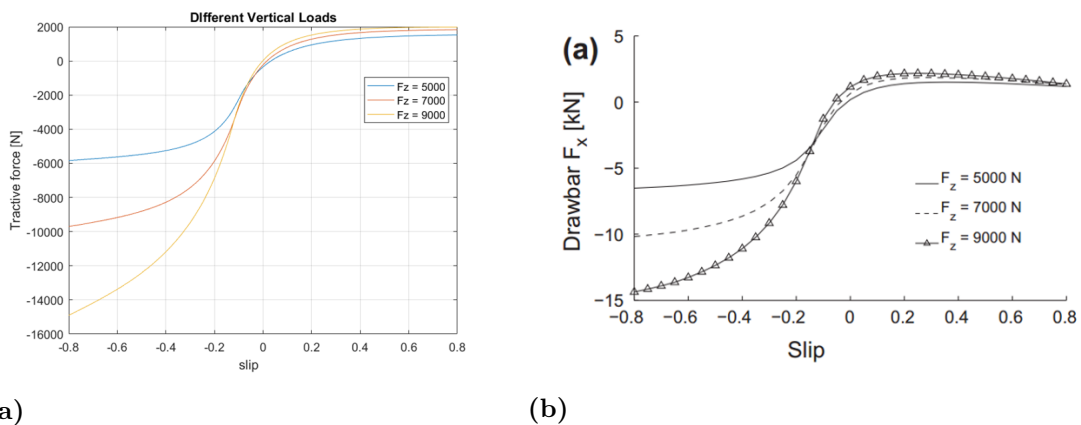 DIfferent Vertical Loads
2000
0
-2000
-4000
-6000
-8000
-10000
-12000
-14000
-16000
Tractive force [N]
-0.8 -0.6 -0.4 -0.2 0 0.2 0.4 0.6 0.8
slip
Fz = 5000
Fz = 7000
Fz = 9000
a)
(a)
5
0
−5
−10
−15
Drawbar Fx [kN]
−0.8 −0.6 −0.4 −0.2 0 0.2 0.4 0.6 0.8
Slip
Fz = 5000 N
Fz = 7000 N
Fz = 9000 N
(b)